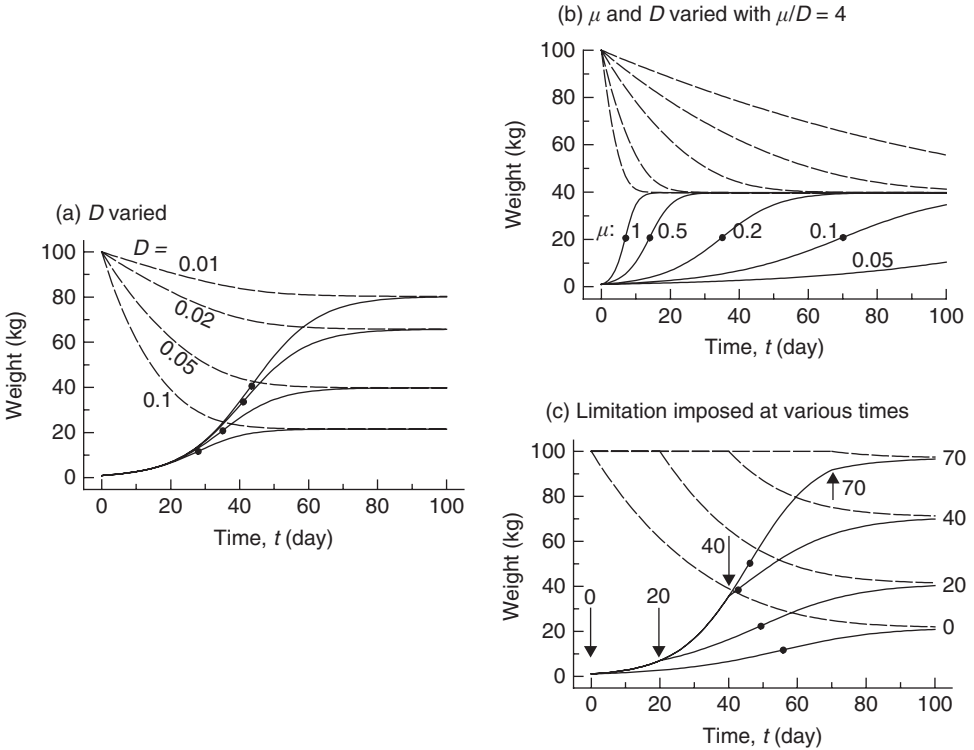 (a) D varied
D =
0.01
0.02
0.05
0.1
100
80
60
40
20
0
Weight (kg)
0 20 40 60 80 100
Time, t (day)
(b) μ and D varied with μ/D = 4
100
80
60
40
20
0
Weight (kg)
μ: 1 0.5 0.2 0.1
0.05
0 20 40 60 80 100
Time, t (day)
(c) Limitation imposed at various times
100
80
60
40
20
0
Weight (kg)
0
20
40
70
70
40
20
0
0 20 40 60 80 100
Time, t (day)